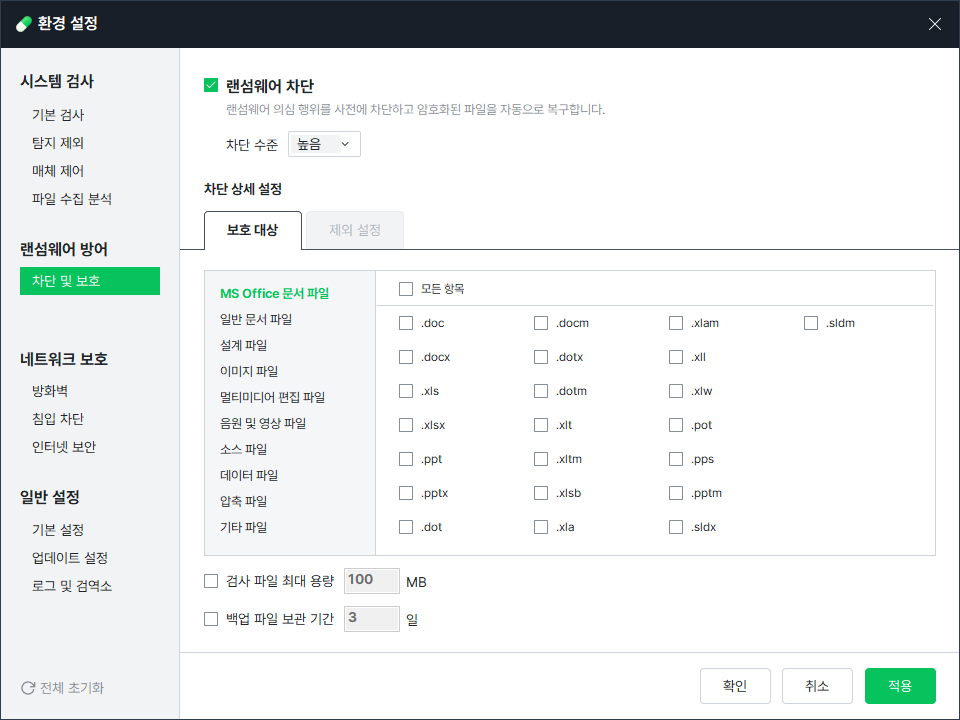 환경 설정
시스템 검사
기본 검사
탐지 제외
매체 제어
파일 수집 분석
랜섬웨어 방어
차단 및 보호
네트워크 보호
방화벽
침입 차단
인터넷 보안
일반 설정
기본 설정
업데이트 설정
로그 및 검역소
전체 초기화
랜섬웨어 차단
랜섬웨어 의심 행위를 사전에 차단하고 암호화된 파일을 자동으로 복구합니다.
차단 수준 높음
차단 상세 설정
보호 대상 제외 설정
MS Office 문서 파일
일반 문서 파일
설계 파일
이미지 파일
멀티미디어 편집 파일
음원 및 영상 파일
소스 파일
데이터 파일
압축 파일
기타 파일
모든 항목
.doc .docm .xlam .sldm
.docx .dotx .xll
.xls .dotm .xlw
.xlsx .xlt .pot
.ppt .xltm .pps
.pptx .xlsb .pptm
.dot .xla .sldx
검사 파일 최대 용량 100 MB
백업 파일 보관 기간 3 일
확인 취소 적용